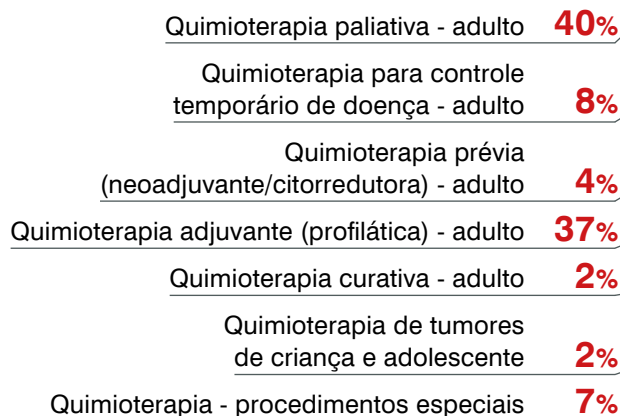 Quimioterapia paliativa - adulto 40%
Quimioterapia para controle
temporário de doença - adulto 8%
Quimioterapia prévia
(neoadjuvante/citorredutora) - adulto 4%
Quimioterapia adjuvante (profilática) - adulto 37%
Quimioterapia curativa - adulto 2%
Quimioterapia de tumores
de criança e adolescente 2%
Quimioterapia - procedimentos especiais 7%